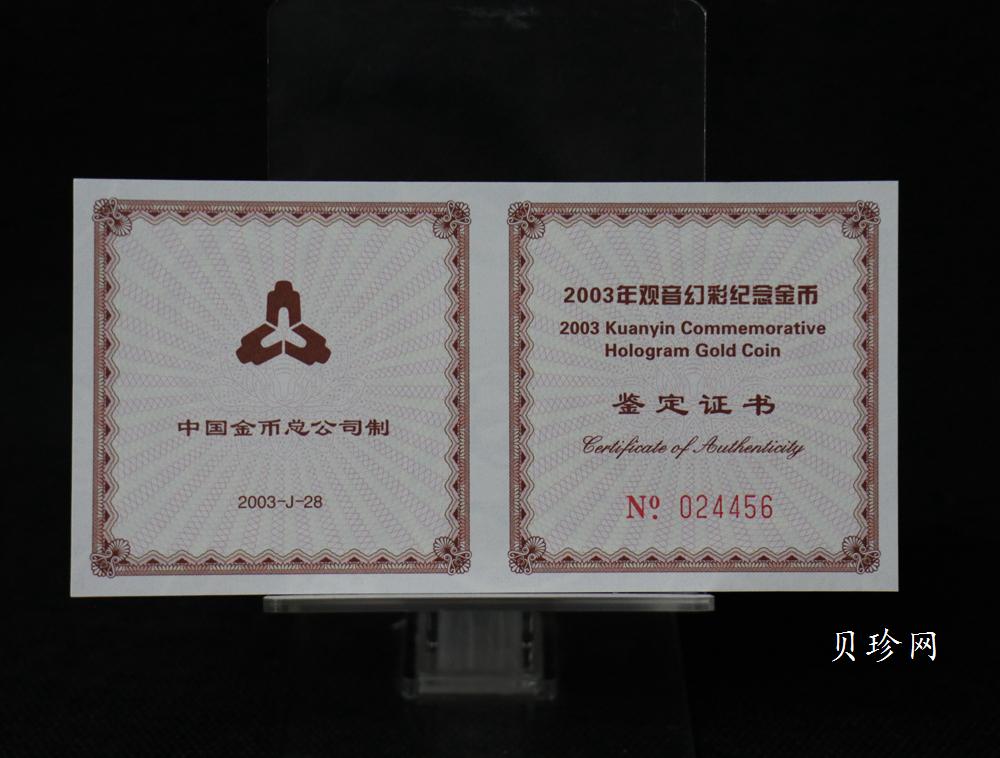 中国金币总公司制
2003-J-28
2003年观音幻彩纪念金币
2003 Kuanyin Commemorative
Hologram Gold Coin
鉴定证书
Certificate of Authenticity
Nº 024456
贝珍网